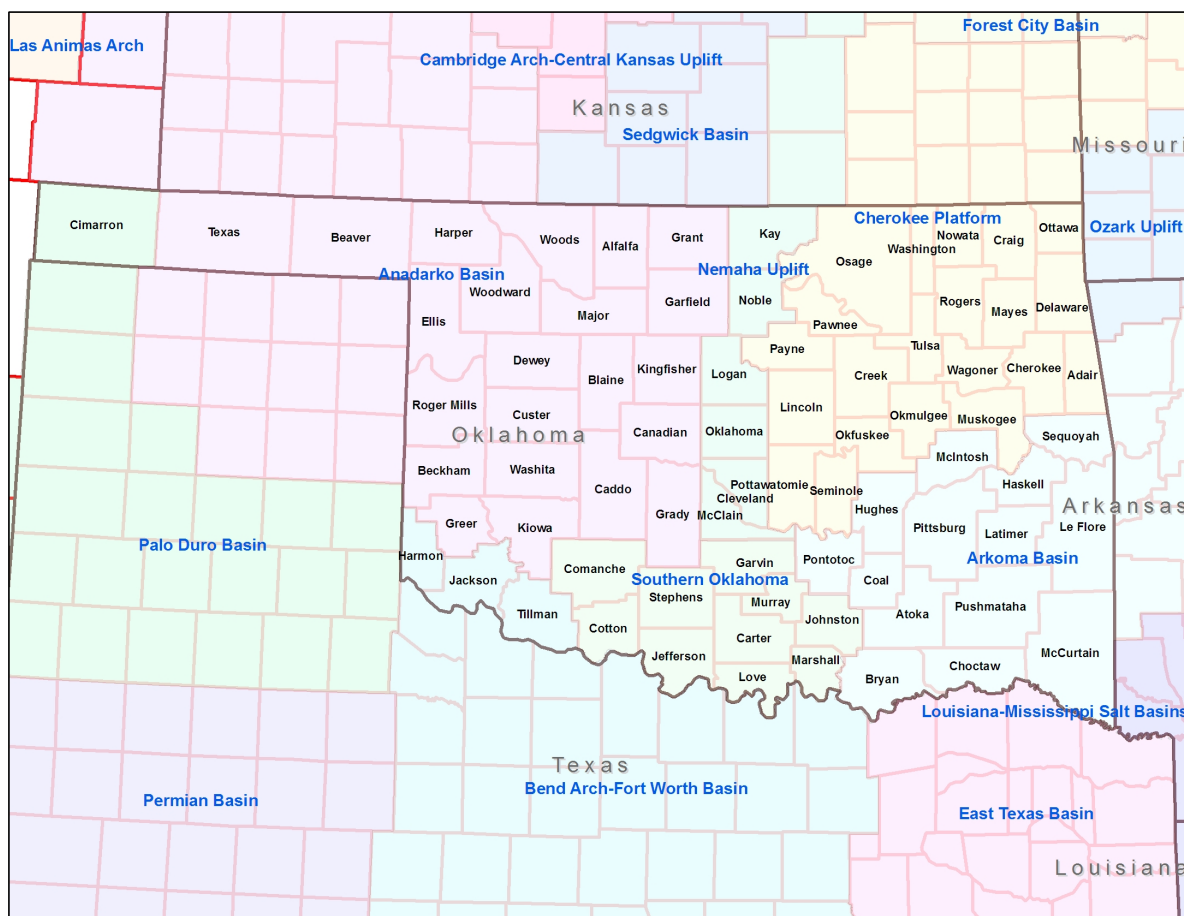 Forest City Basin
Las Animas Arch
Cambridge Arch-Central Kansas Uplift
Kansas
Sedgwick Basin
Missouri
Cherokee Platform
Cimarron
Texas
Beaver
Harper
Woods
Alfalfa
Grant
Kay
Osage
Washington
Nowata
Craig
Ottawa
Ozark Uplift
Anadarko Basin
Nemaha Uplift
Woodward
Ellis
Major
Garfield
Noble
Pawnee
Rogers
Mayes
Delaware
Dewey
Blaine
Kingfisher
Logan
Payne
Creek
Tulsa
Wagoner
Cherokee
Adair
Roger Mills
Custer
Oklahoma
Canadian
Oklahoma
Lincoln
Okfuskee
Okmulgee
Muskogee
Sequoyah
McIntosh
Beckham
Washita
Caddo
Grady
Pottawatomie
Cleveland
McClain
Seminole
Hughes
Haskell
Arkansas
Greer
Kiowa
Pittsburg
Latimer
Le Flore
Palo Duro Basin
Harmon
Jackson
Comanche
Garvin
Pontotoc
Arkoma Basin
Southern Oklahoma
Coal
Stephens
Murray
Tillman
Cotton
Carter
Johnston
Atoka
Pushmataha
Jefferson
Marshall
Love
Bryan
Choctaw
McCurtain
Louisiana-Mississippi Salt Basins
Texas
Bend Arch-Fort Worth Basin
Permian Basin
East Texas Basin
Louisiana